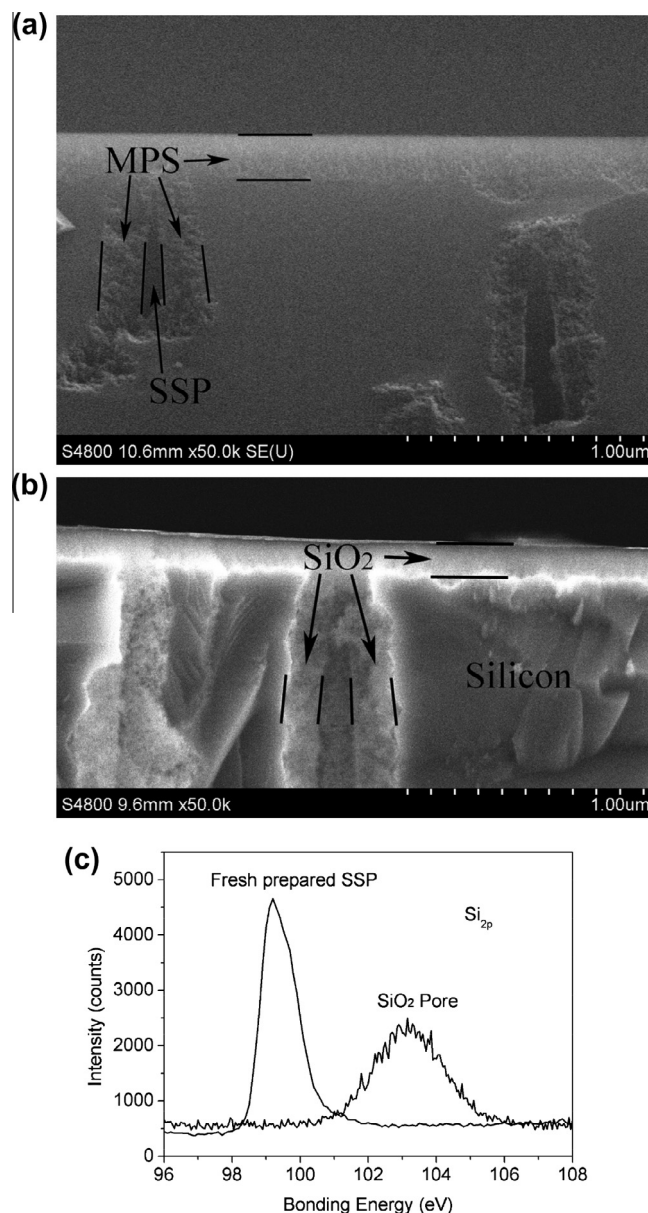 (a)
MPS
SSP
S4800 10.6mm x50.0k SE(U) 1.00um
(b)
SiO₂
Silicon
S4800 9.6mm x50.0k 1.00um
(c)
Fresh prepared SSP
Si₂ₚ
SiO₂ Pore
Intensity (counts)
5000
4000
3000
2000
1000
0
96 98 100 102 104 106 108
Bonding Energy (eV)